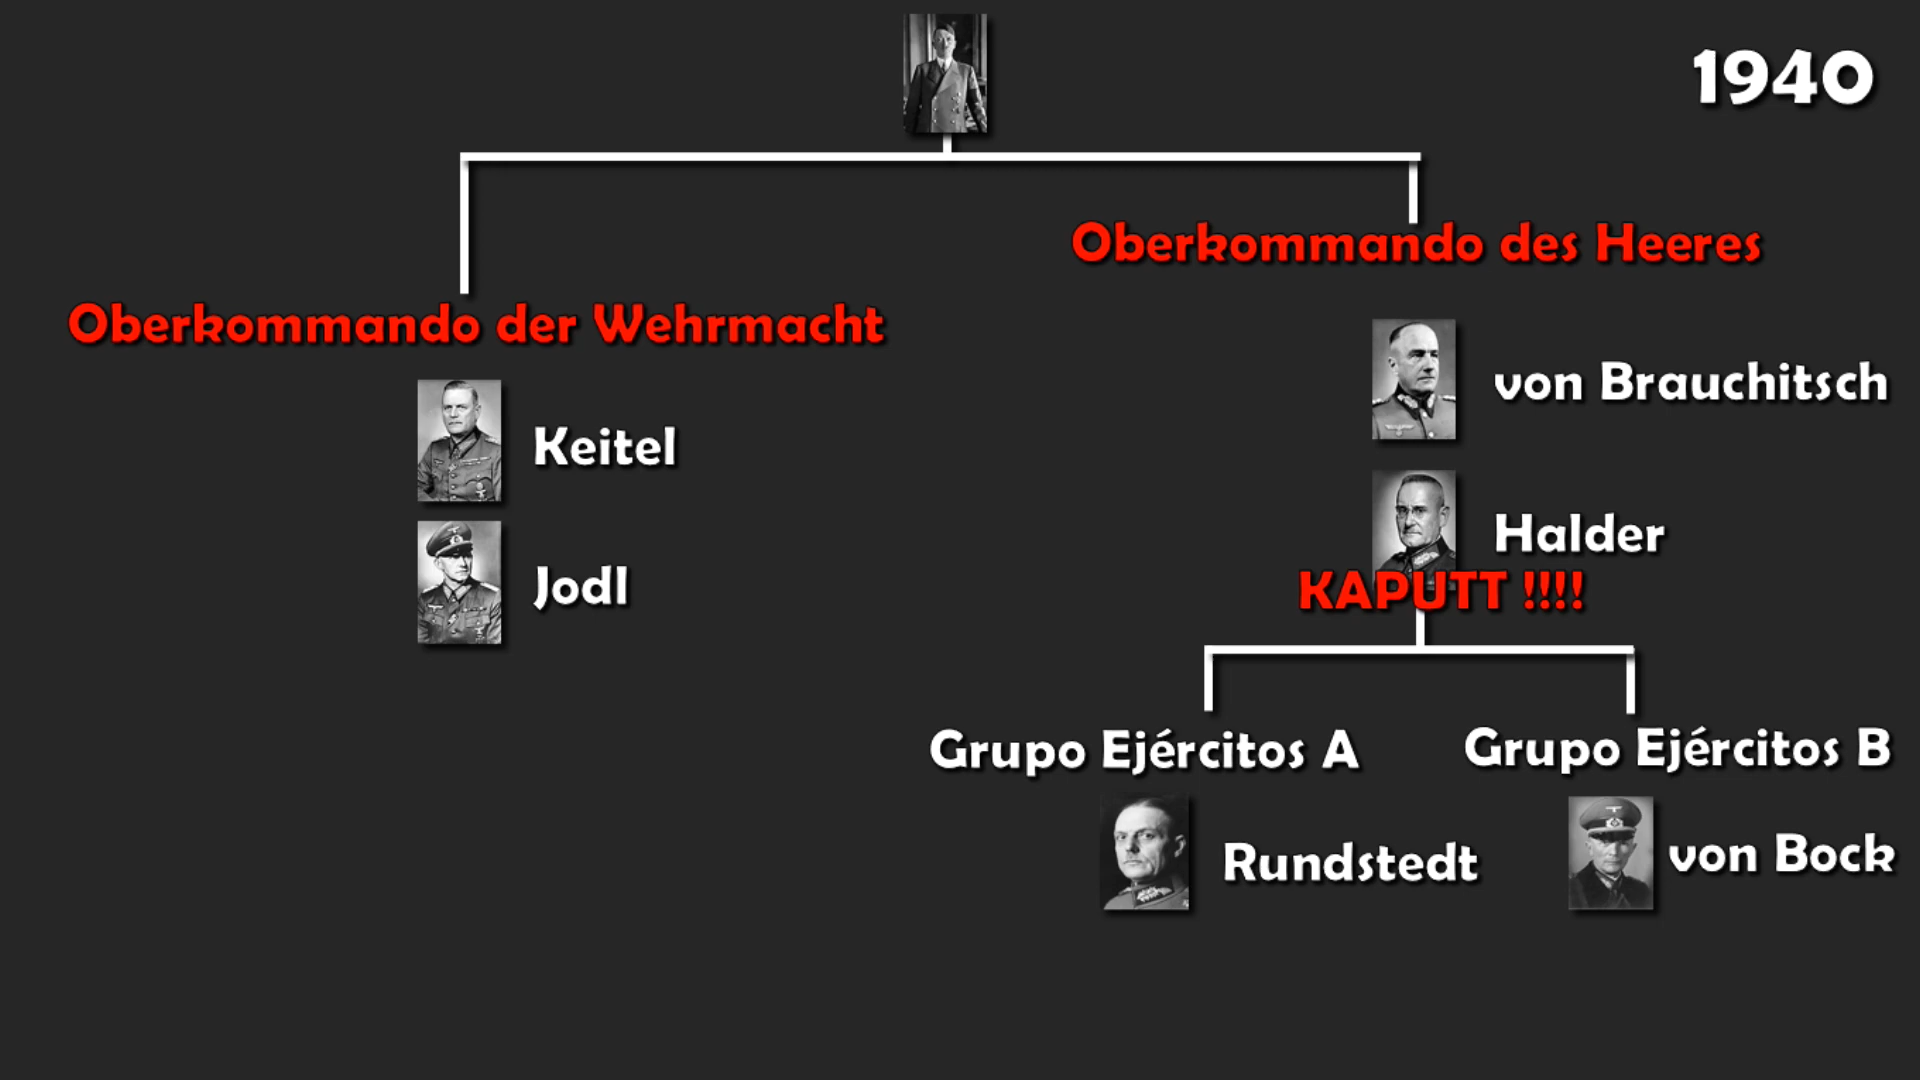 1940
Oberkommando des Heeres
Oberkommando der Wehrmacht
von Brauchitsch
Keitel
Halder
Jodl
KAPUTT !!!!
Grupo Ejércitos A
Grupo Ejércitos B
Rundstedt
von Bock